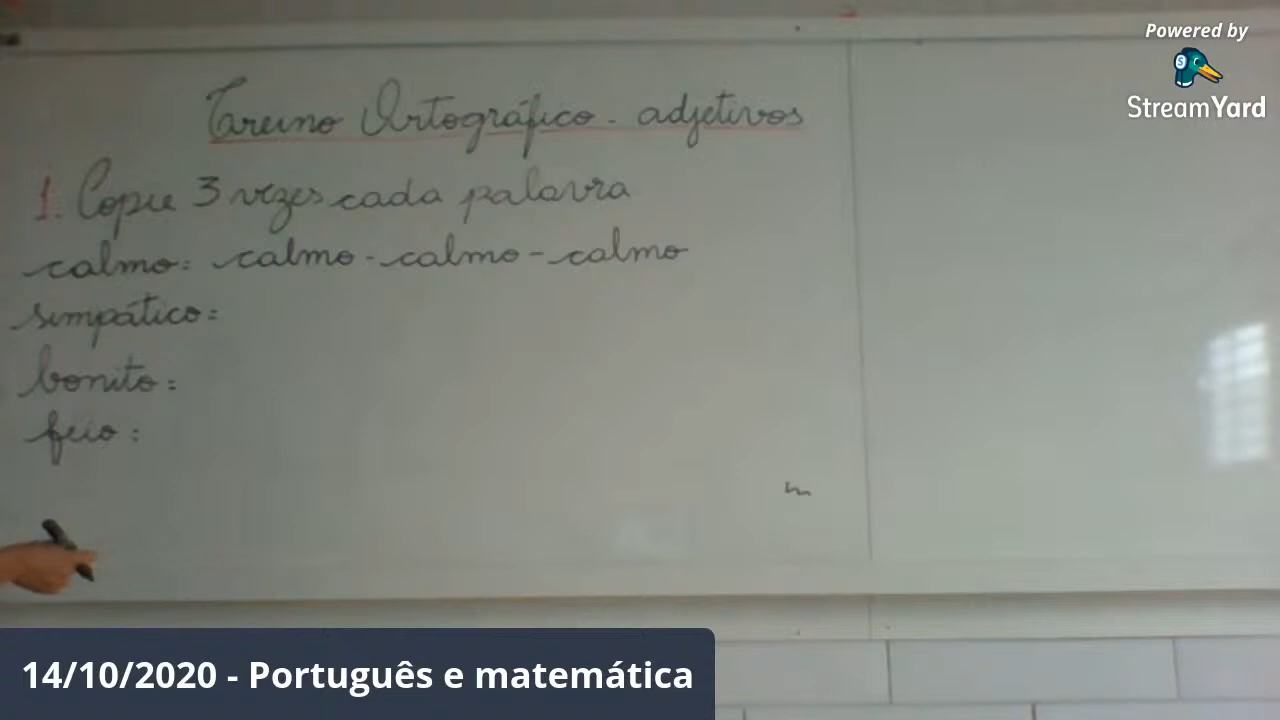 Powered by
StreamYard
Treino Ortográfico - adjetivos
1. Copie 3 vezes cada palavra
calmo: calmo - calmo - calmo
simpático:
bonito:
feio:
14/10/2020 - Português e matemática